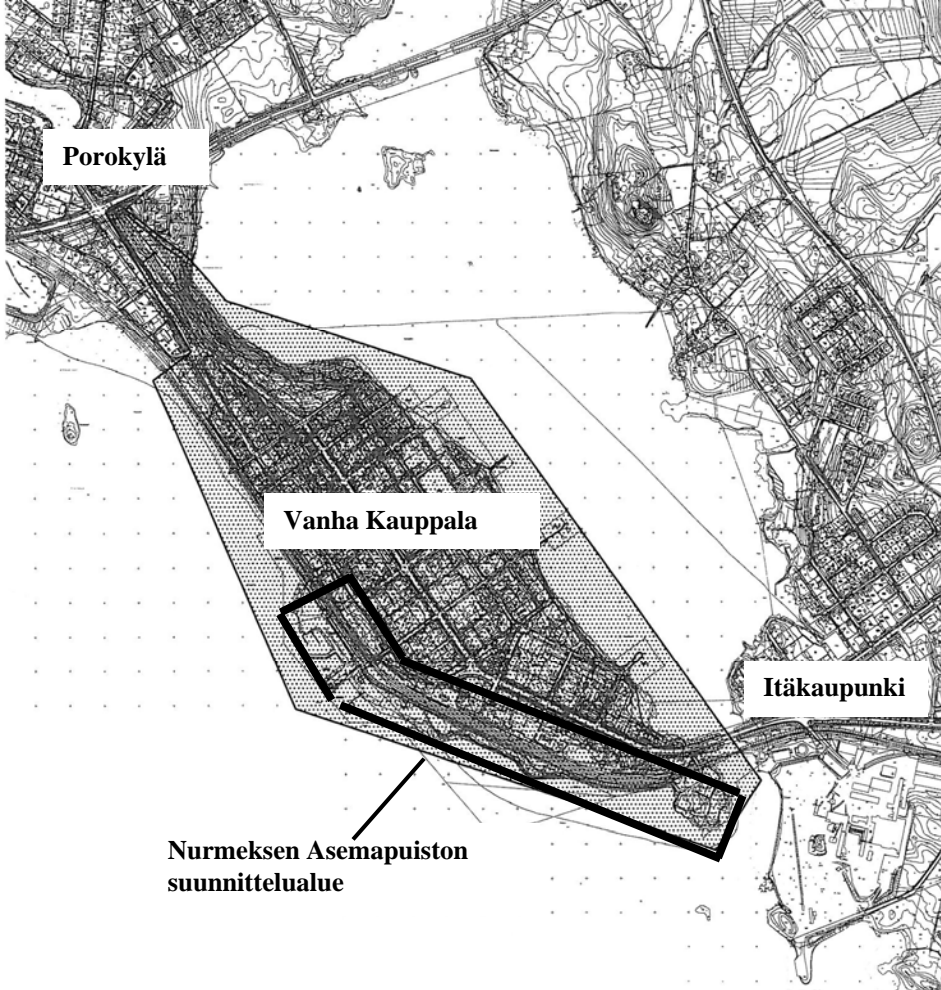 Porokylä
Vanha Kauppala
Itäkaupunki
Nurmeksen Asemapuiston
suunnittelualue